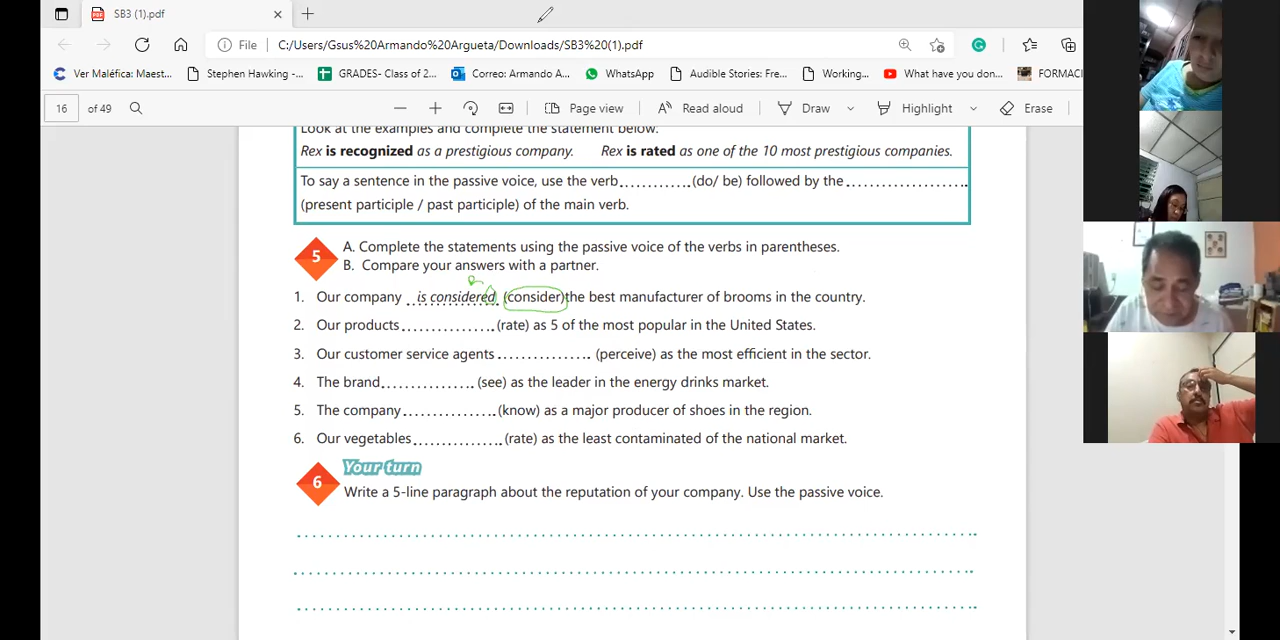 SB3 (1).pdf
File C:/Users/Gsus%20Armando%20Argueta/Downloads/SB3%20(1).pdf
Ver Maléfica: Maest... Stephen Hawking -... GRADES- Class of 2... Correo: Armando A... WhatsApp Audible Stories: Fre... Working... What have you don... FORMACI
16 of 49 Page view Read aloud Draw Highlight Erase
Look at the examples and complete the statement below.
Rex is recognized as a prestigious company. Rex is rated as one of the 10 most prestigious companies.
To say a sentence in the passive voice, use the verb............(do/ be) followed by the.....................
(present participle / past participle) of the main verb.
5 A. Complete the statements using the passive voice of the verbs in parentheses.
B. Compare your answers with a partner.
1. Our company ..is considered. (consider)the best manufacturer of brooms in the country.
2. Our products................(rate) as 5 of the most popular in the United States.
3. Our customer service agents ................ (perceive) as the most efficient in the sector.
4. The brand................(see) as the leader in the energy drinks market.
5. The company................(know) as a major producer of shoes in the region.
6. Our vegetables................(rate) as the least contaminated of the national market.
Your turn
6 Write a 5-line paragraph about the reputation of your company. Use the passive voice.